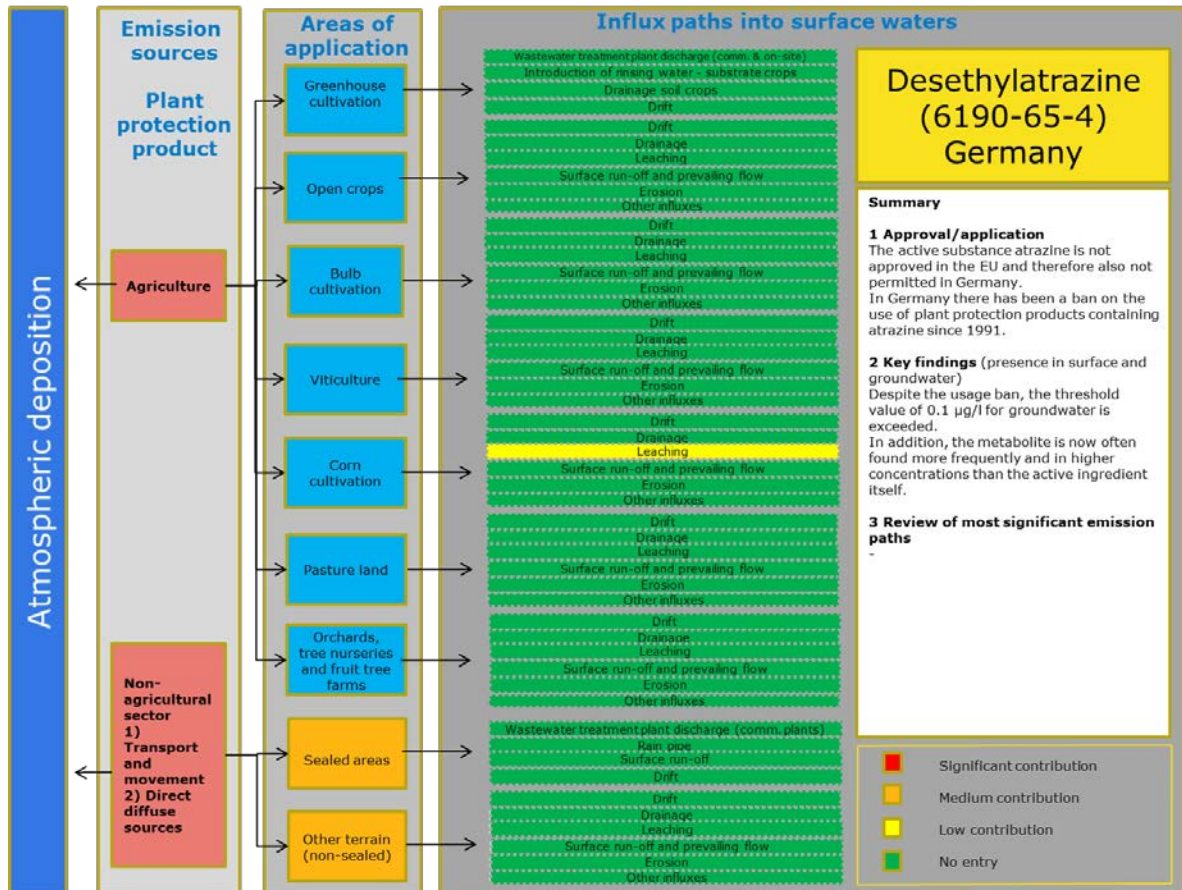 Atmospheric deposition
Emission
sources
Plant
protection
product
Agriculture
Non-
agricultural
sector
1)
Transport
and
movement
2) Direct
diffuse
sources
Areas of
application
Greenhouse
cultivation
Open crops
Bulb
cultivation
Viticulture
Corn
cultivation
Pasture land
Orchards,
tree nurseries
and fruit tree
farms
Sealed areas
Other terrain
(non-sealed)
Influx paths into surface waters
Wastewater treatment plant discharge (comm. & on-site)
Introduction of rinsing water - substrate crops
Drainage soil crops
Drift
Drift
Drainage
Leaching
Surface run-off and prevailing flow
Erosion
Other influxes
Drift
Drainage
Leaching
Surface run-off and prevailing flow
Erosion
Other influxes
Drift
Drainage
Leaching
Surface run-off and prevailing flow
Erosion
Other influxes
Drift
Drainage
Leaching
Surface run-off and prevailing flow
Erosion
Other influxes
Drift
Drainage
Leaching
Surface run-off and prevailing flow
Erosion
Other influxes
Drift
Drainage
Leaching
Surface run-off and prevailing flow
Erosion
Other influxes
Wastewater treatment plant discharge (comm. plants)
Rain pipe
Surface run-off
Drift
Drift
Drainage
Leaching
Surface run-off and prevailing flow
Erosion
Other influxes
Desethylatrazine
(6190-65-4)
Germany
Summary
1 Approval/application
The active substance atrazine is not
approved in the EU and therefore also not
permitted in Germany.
In Germany there has been a ban on the
use of plant protection products containing
atrazine since 1991.
2 Key findings (presence in surface and
groundwater)
Despite the usage ban, the threshold
value of 0.1 µg/l for groundwater is
exceeded.
In addition, the metabolite is now often
found more frequently and in higher
concentrations than the active ingredient
itself.
3 Review of most significant emission
paths
-
Significant contribution
Medium contribution
Low contribution
No entry